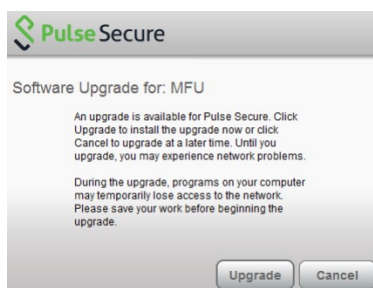 Pulse Secure
Software Upgrade for: MFU
An upgrade is available for Pulse Secure. Click
Upgrade to install the upgrade now or click
Cancel to upgrade at a later time. Until you
upgrade, you may experience network problems.
During the upgrade, programs on your computer
may temporarily lose access to the network.
Please save your work before beginning the
upgrade.
Upgrade Cancel